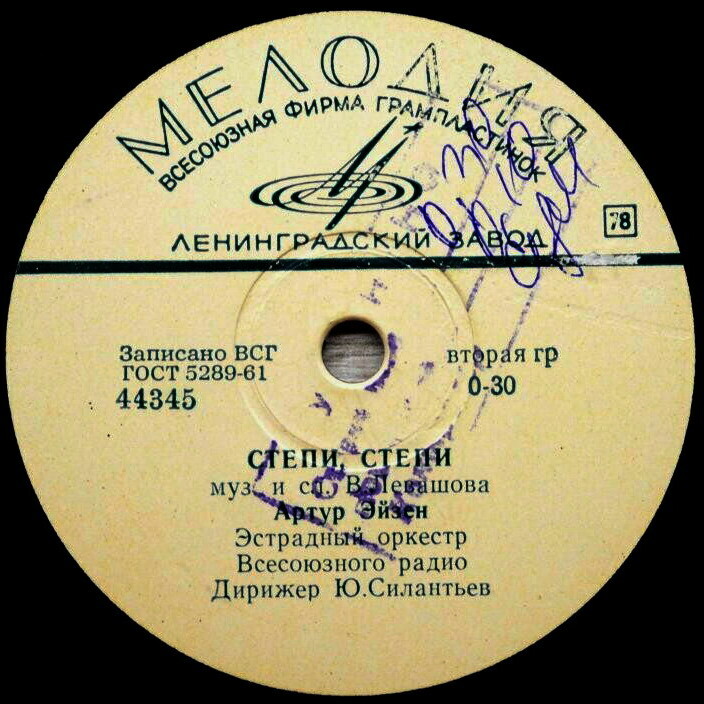 МЕЛОДИЯ
ВСЕСОЮЗНАЯ ФИРМА ГРАМПЛАСТИНОК
78
ЛЕНИНГРАДСКИЙ ЗАВОД
Записано ВСГ
ГОСТ 5289-61
44345
вторая гр
0-30
СТЕПИ, СТЕПИ
муз. и сл. В.Левашова
Артур Эйзен
Эстрадный оркестр
Всесоюзного радио
Дирижер Ю.Силантьев